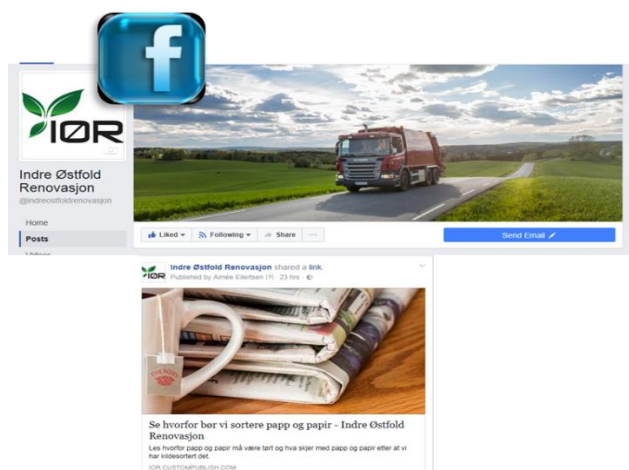 f
IØR
Indre Østfold
Renovasjon
@indreostfoldrenovasjon
Home
Posts
Videos
Liked
Following
Share
Send Email
Indre Østfold Renovasjon shared a link.
Published by Aimée Eilertsen [?] · 23 hrs ·
IØR
Se hvorfor bør vi sortere papp og papir - Indre Østfold
Renovasjon
Les hvorfor papp og papir må være tørt og hva skjer med papp og papir etter at vi
har kildesortert det.
IOR.CUSTOMPUBLISH.COM